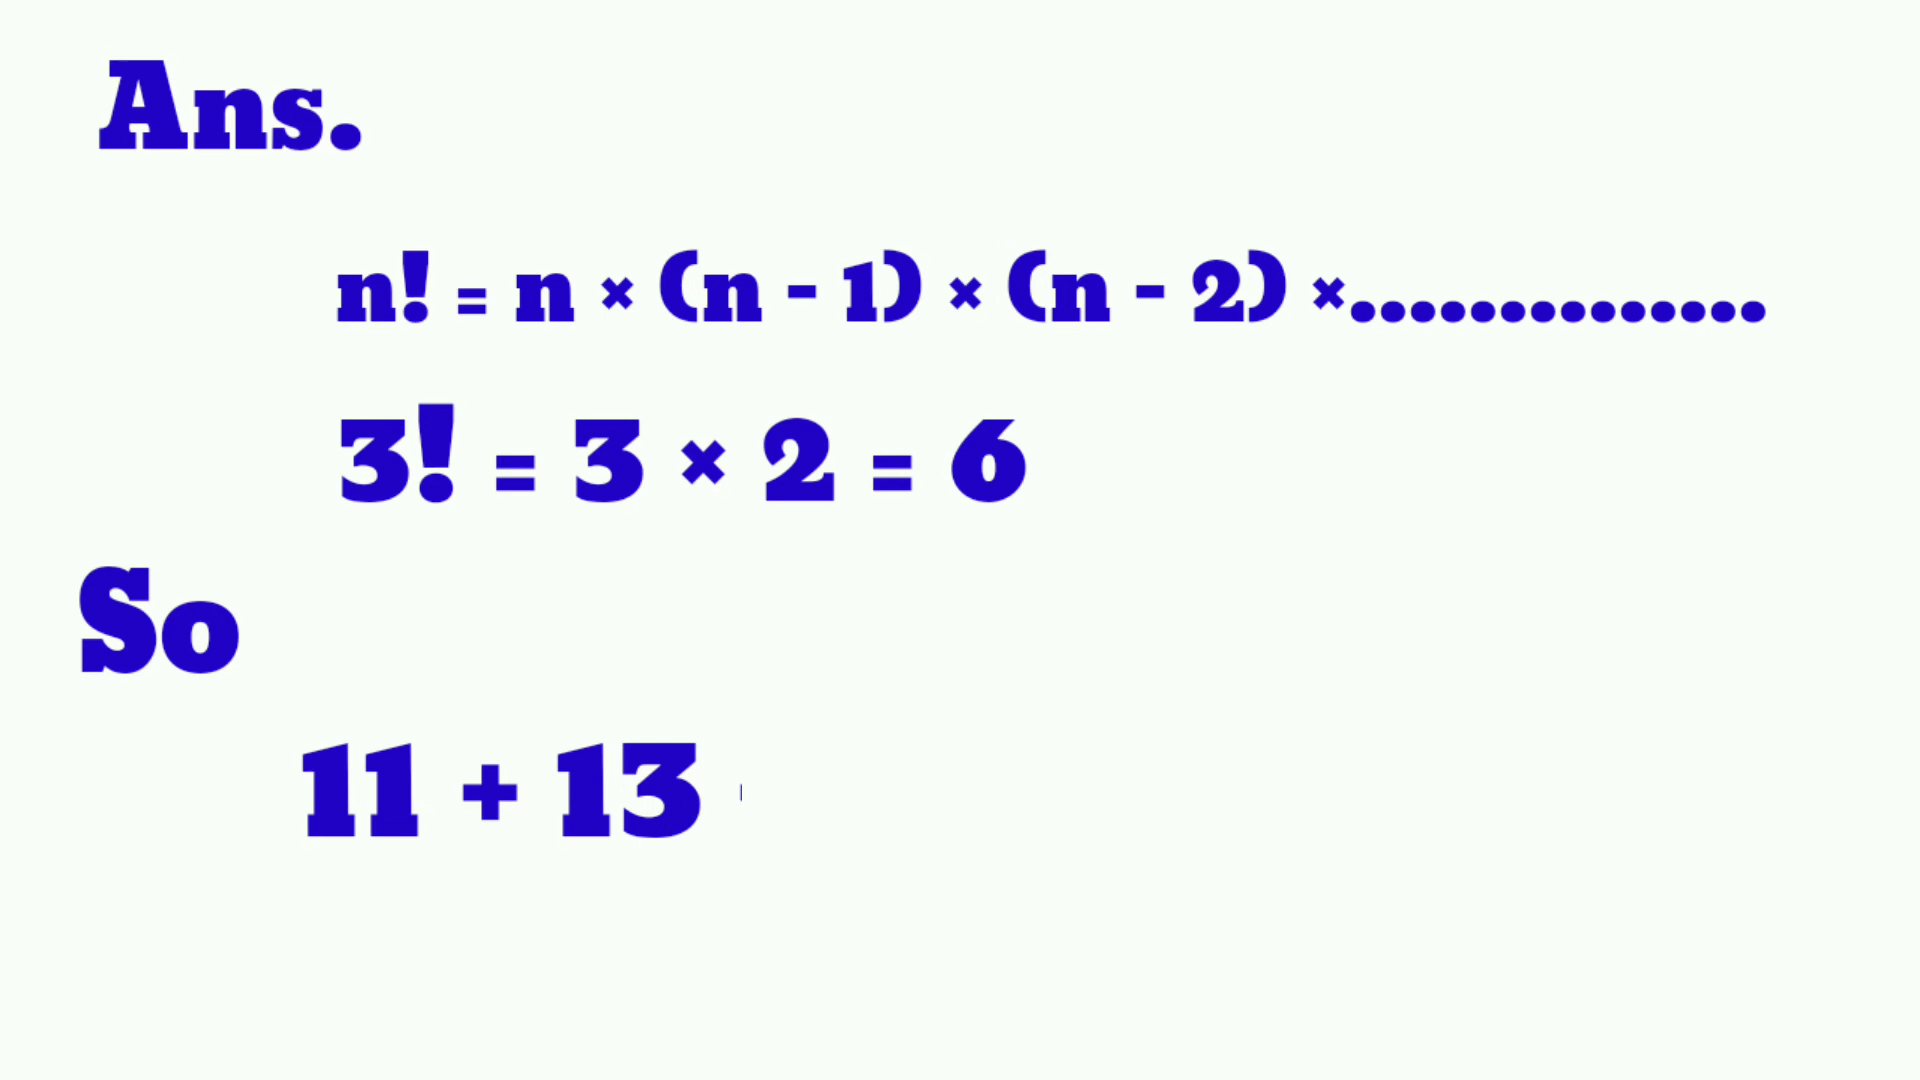 Ans.
n! = n × (n - 1) × (n - 2) ×..............
3! = 3 × 2 = 6
So
11 + 13